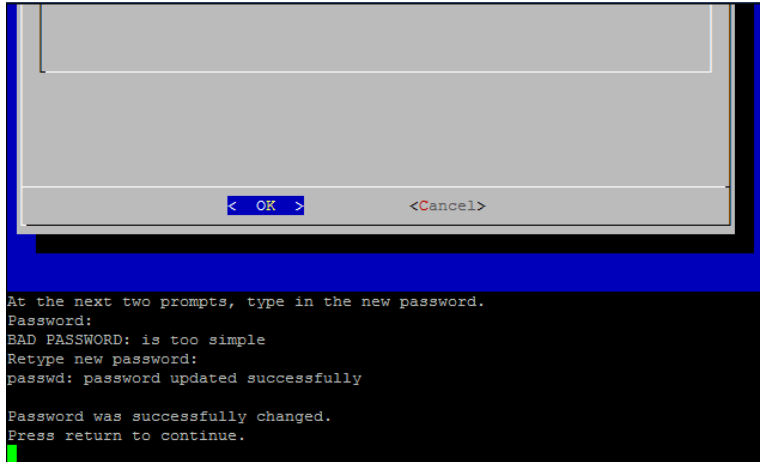 <  OK  >
<Cancel>
At the next two prompts, type in the new password.
Password:
BAD PASSWORD: is too simple
Retype new password:
passwd: password updated successfully
Password was successfully changed.
Press return to continue.